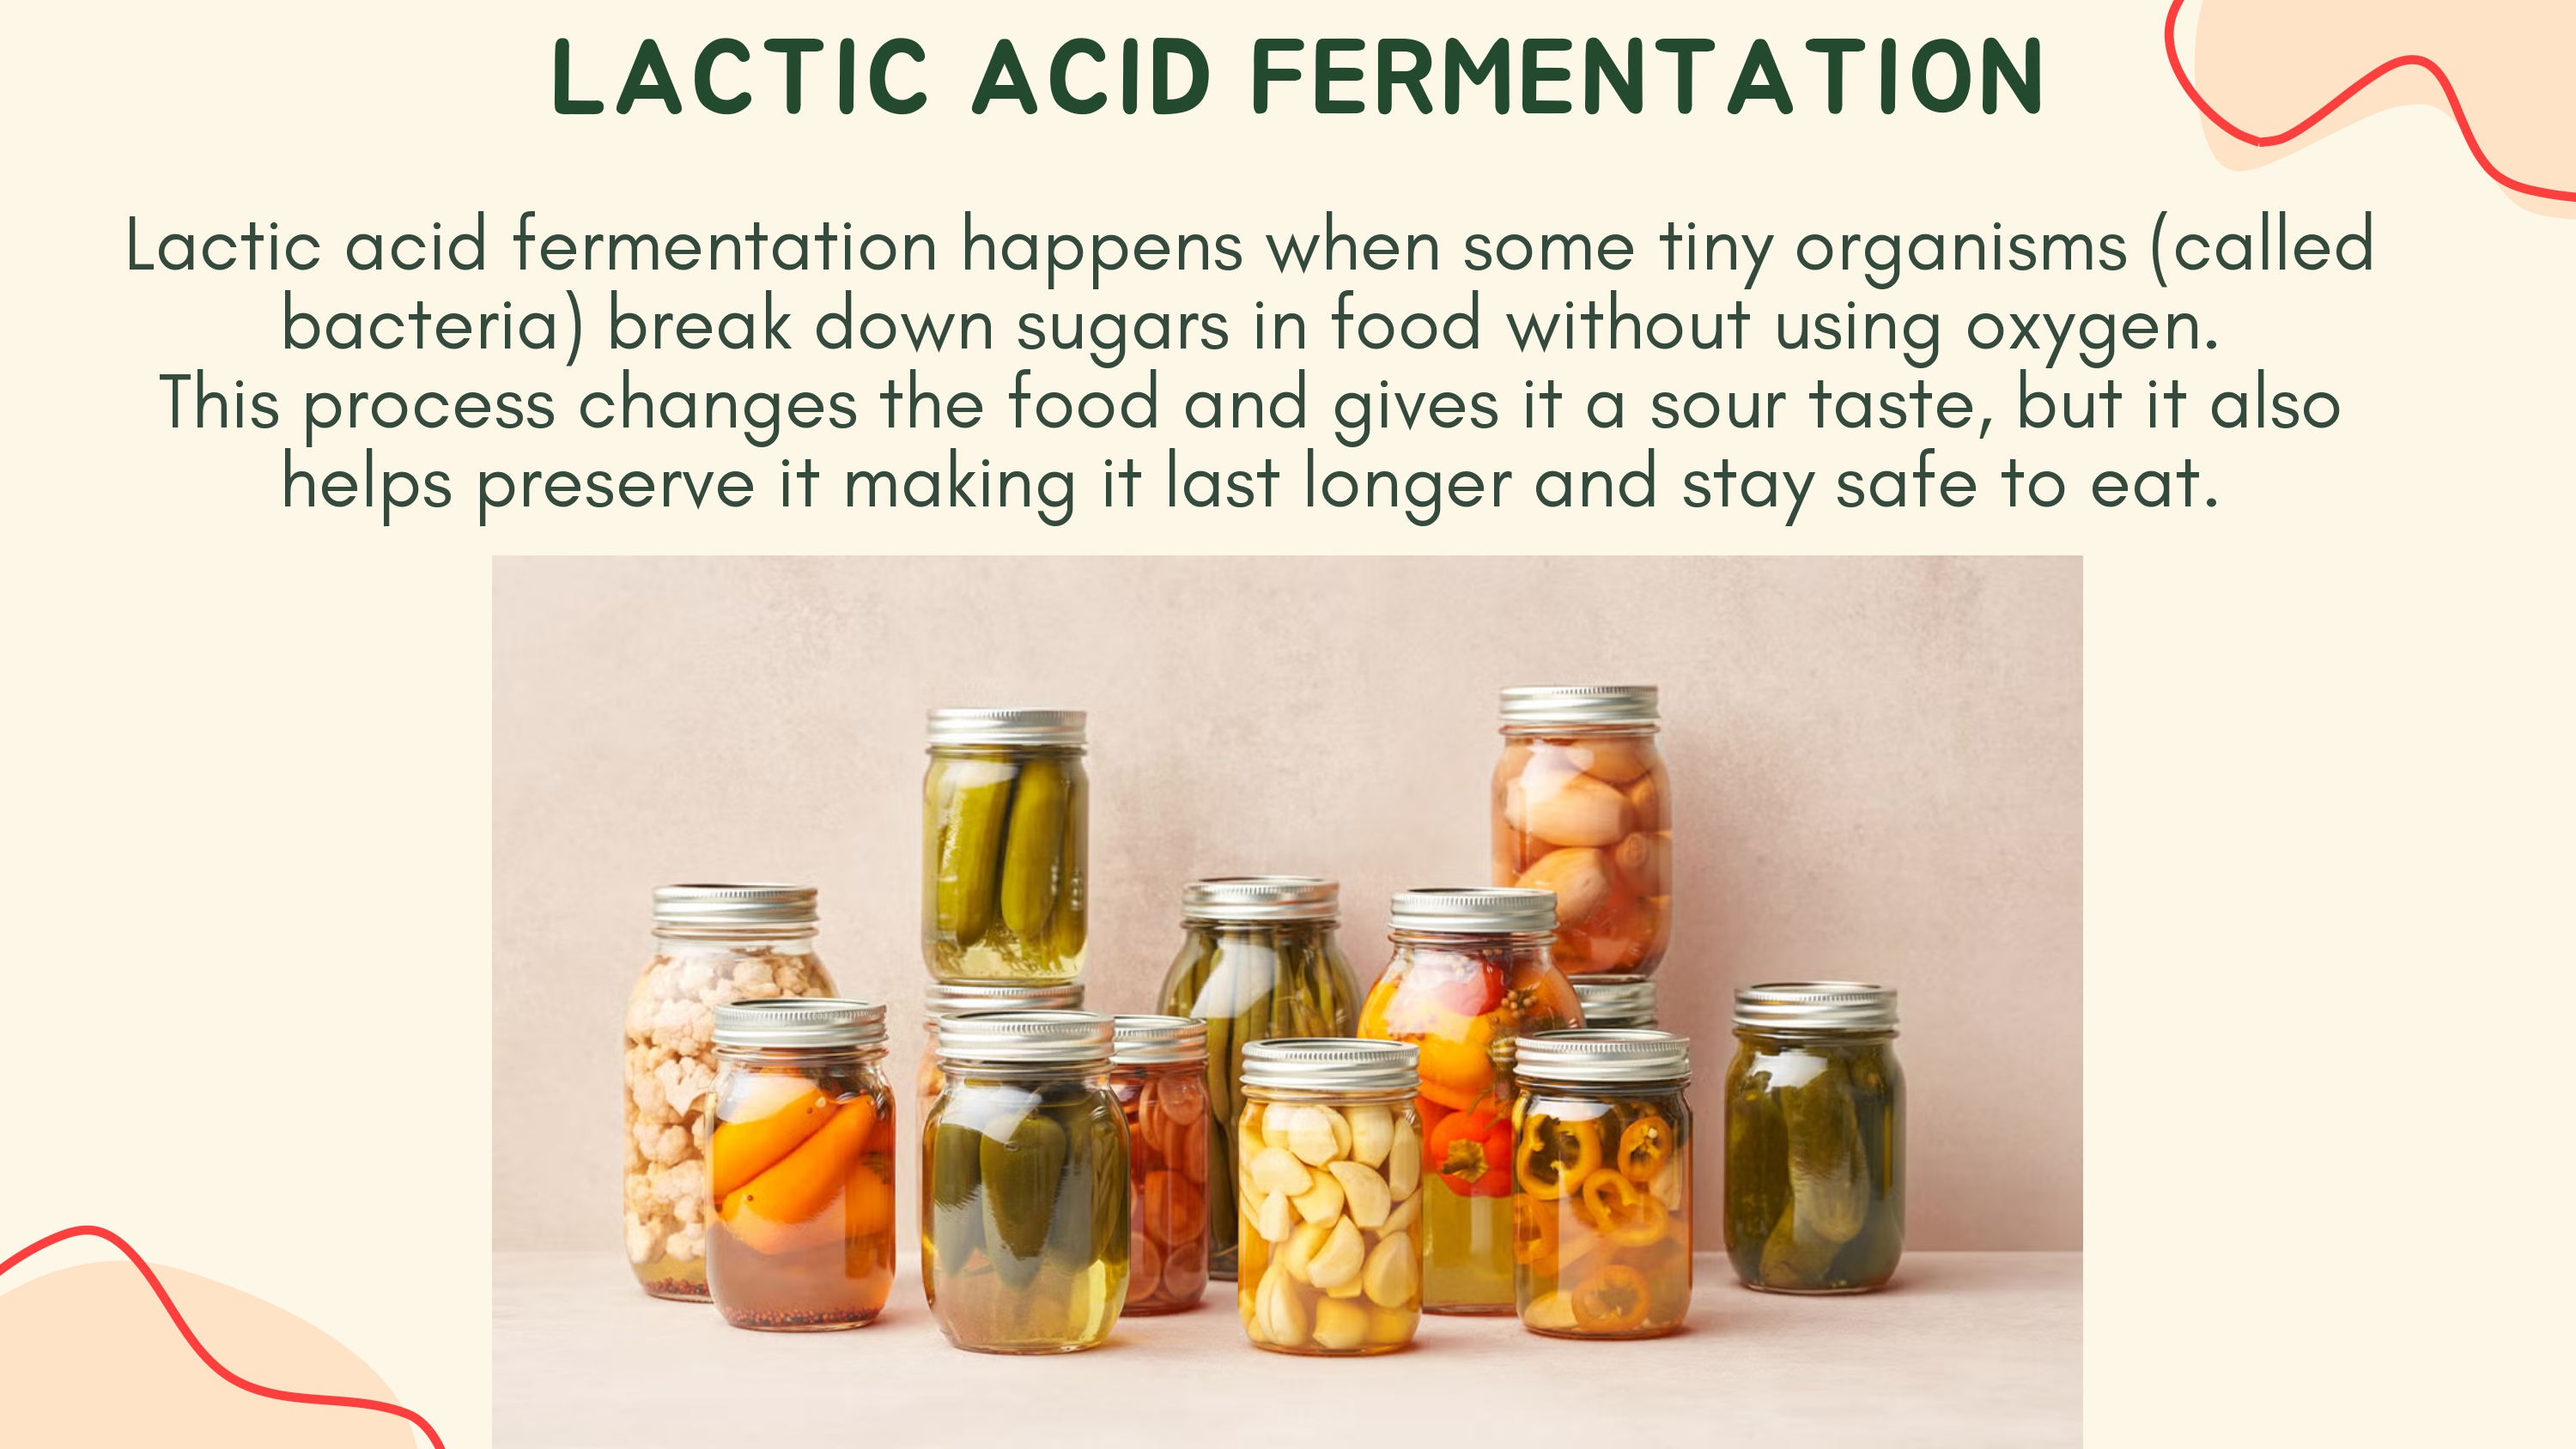 LACTIC ACID FERMENTATION
Lactic acid fermentation happens when some tiny organisms (called
bacteria) break down sugars in food without using oxygen.
This process changes the food and gives it a sour taste, but it also
helps preserve it making it last longer and stay safe to eat.